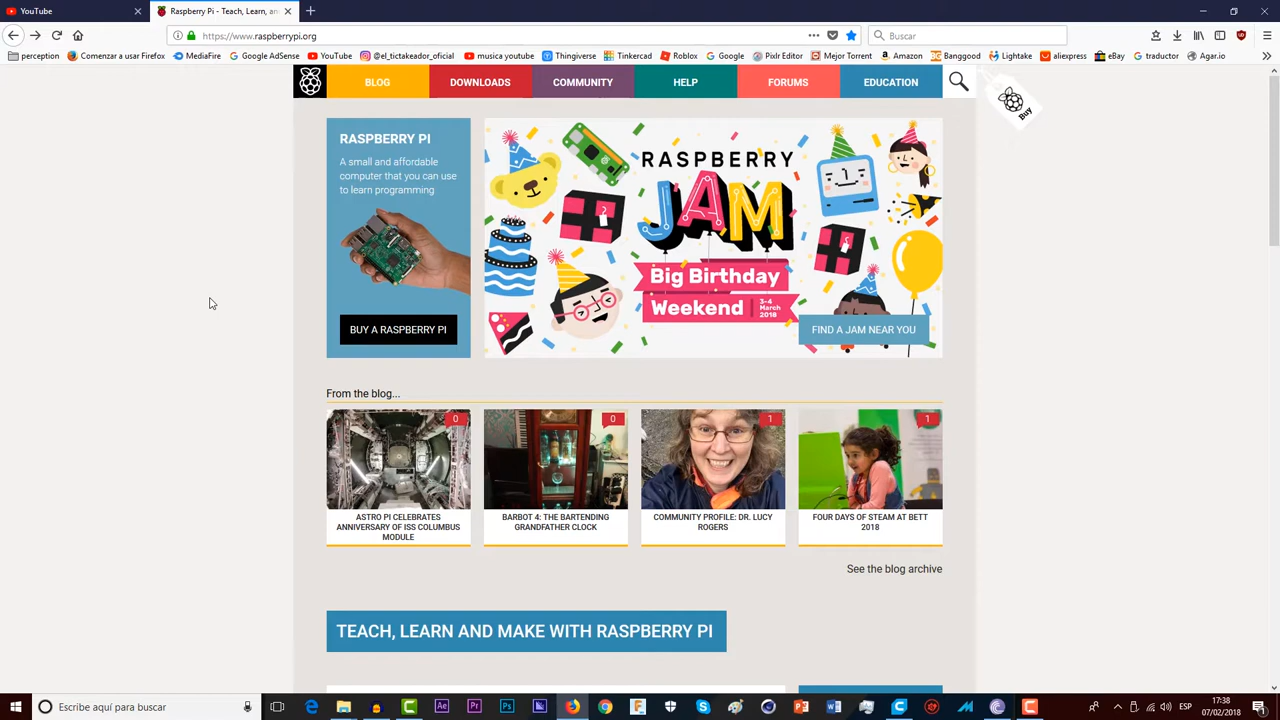 YouTube
Raspberry Pi - Teach, Learn, an
https://www.raspberrypi.org
Buscar
perception
Comenzar a usar Firefox
MediaFire
Google AdSense
YouTube
@el_tictakeador_oficial
musica youtube
Thingiverse
Tinkercad
Roblox
Google
Pixlr Editor
Mejor Torrent
Amazon
Banggood
Lightake
aliexpress
eBay
traductor
Agar.io
BLOG
DOWNLOADS
COMMUNITY
HELP
FORUMS
EDUCATION
Buy
RASPBERRY PI
A small and affordable
computer that you can use
to learn programming
BUY A RASPBERRY PI
RASPBERRY
JAM
Big Birthday
Weekend
3-4
March
2018
FIND A JAM NEAR YOU
From the blog...
0
0
1
1
ASTRO PI CELEBRATES
ANNIVERSARY OF ISS COLUMBUS
MODULE
BARBOT 4: THE BARTENDING
GRANDFATHER CLOCK
COMMUNITY PROFILE: DR. LUCY
ROGERS
FOUR DAYS OF STEAM AT BETT
2018
See the blog archive
TEACH, LEARN AND MAKE WITH RASPBERRY PI
Escribe aquí para buscar
ESP
17:38
07/02/2018